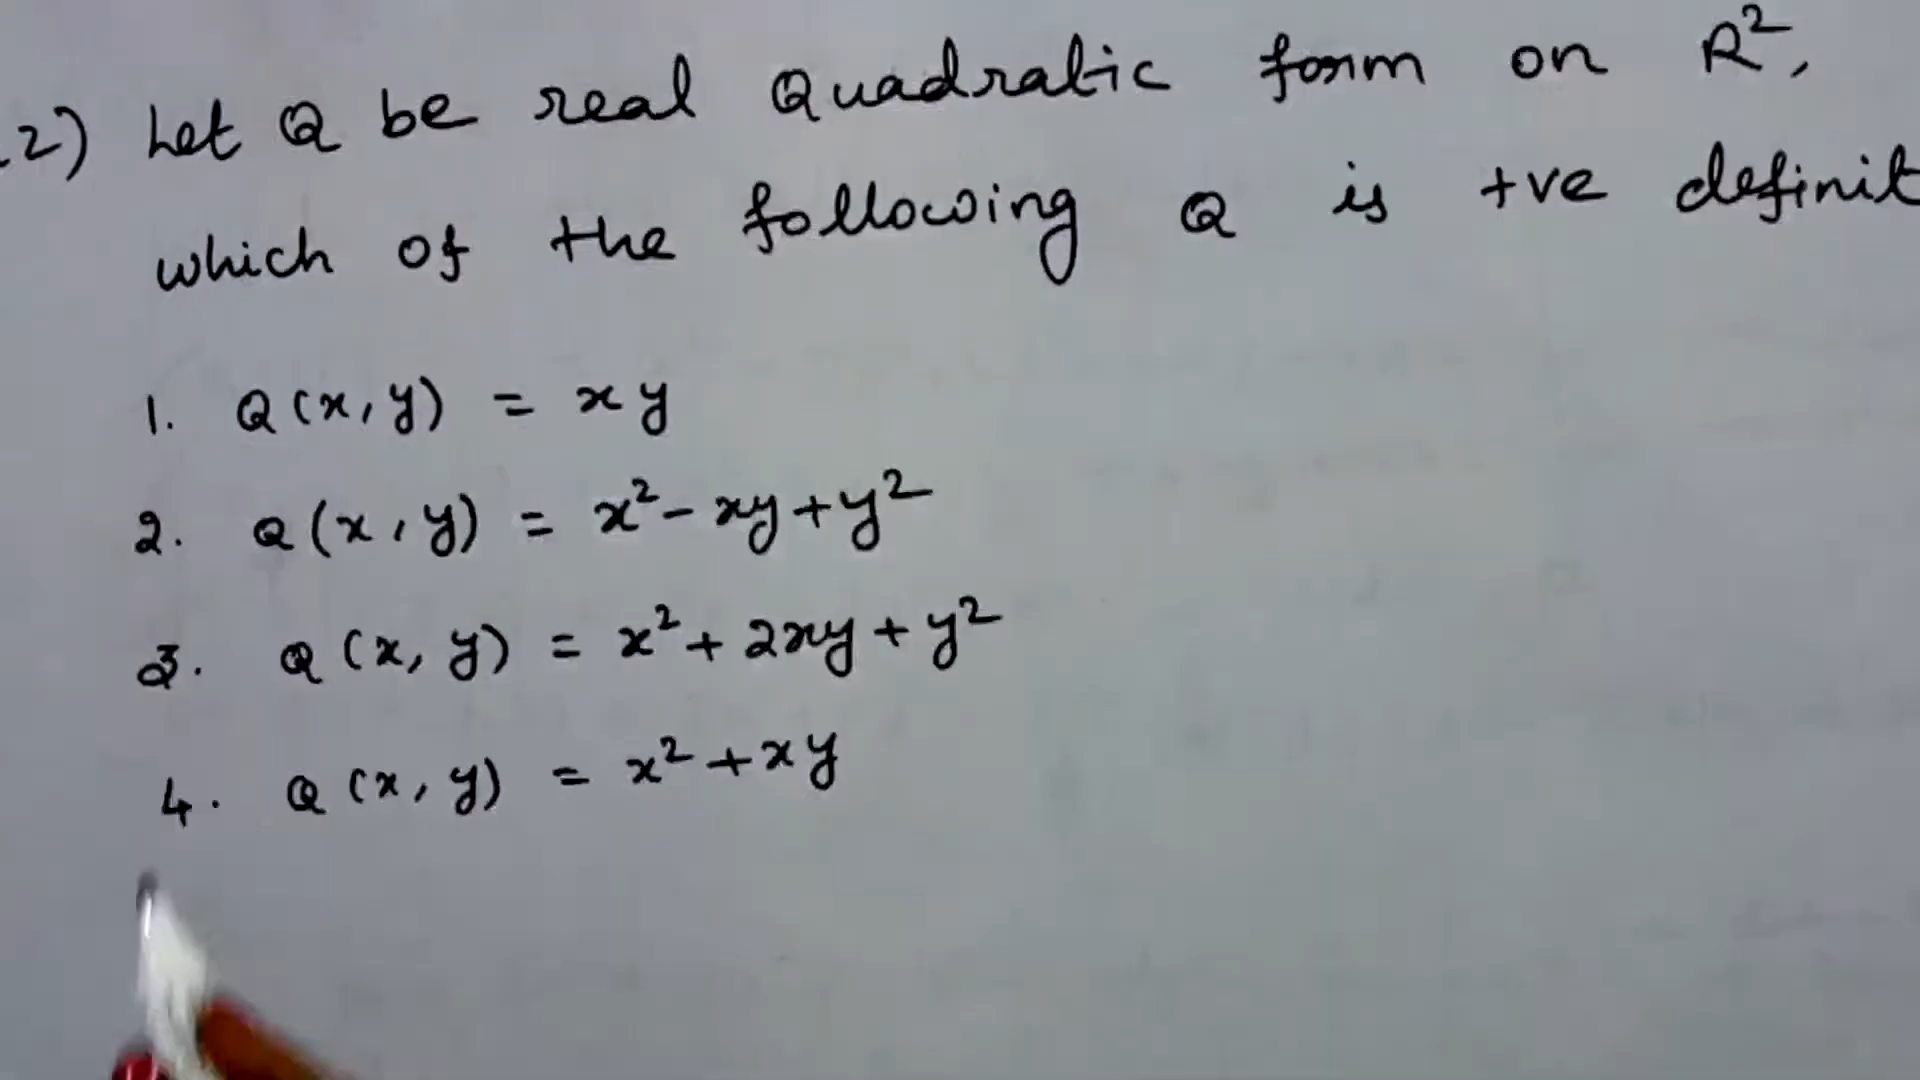 2) Let Q be real Quadratic form on R²,
which of the following Q is +ve definit
1. Q(x,y) = xy
2. Q(x,y) = x²-xy+y²
3. Q(x,y) = x²+2xy+y²
4. Q(x,y) = x²+xy